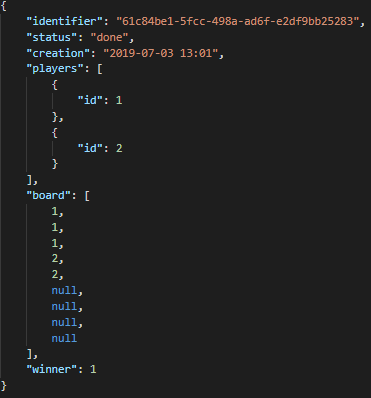 {
    "identifier": "61c84be1-5fcc-498a-ad6f-e2df9bb25283",
    "status": "done",
    "creation": "2019-07-03 13:01",
    "players": [
        {
            "id": 1
        },
        {
            "id": 2
        }
    ],
    "board": [
        1,
        1,
        1,
        2,
        2,
        null,
        null,
        null,
        null
    ],
    "winner": 1
}